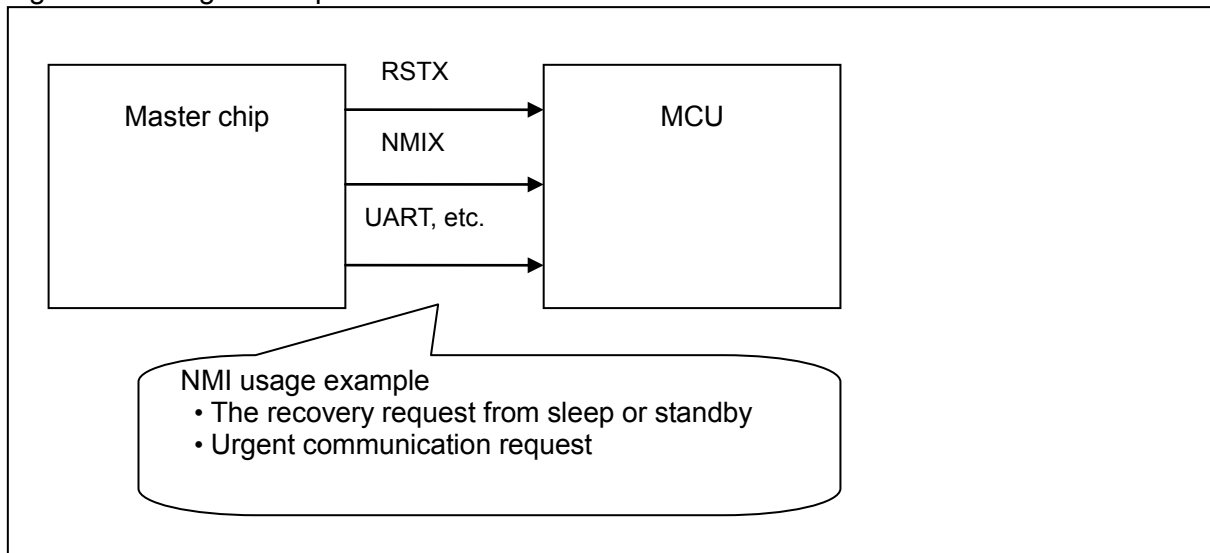 RSTX
Master chip
MCU
NMIX
UART, etc.
NMI usage example
• The recovery request from sleep or standby
• Urgent communication request